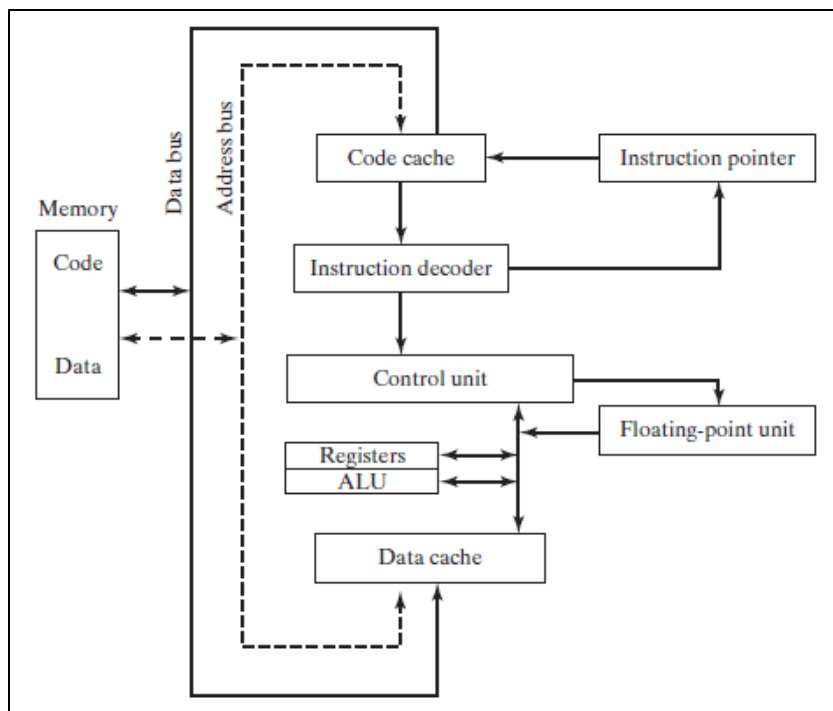 Data bus
Address bus
Code cache
Instruction pointer
Memory
Code
Instruction decoder
Data
Control unit
Floating-point unit
Registers
ALU
Data cache